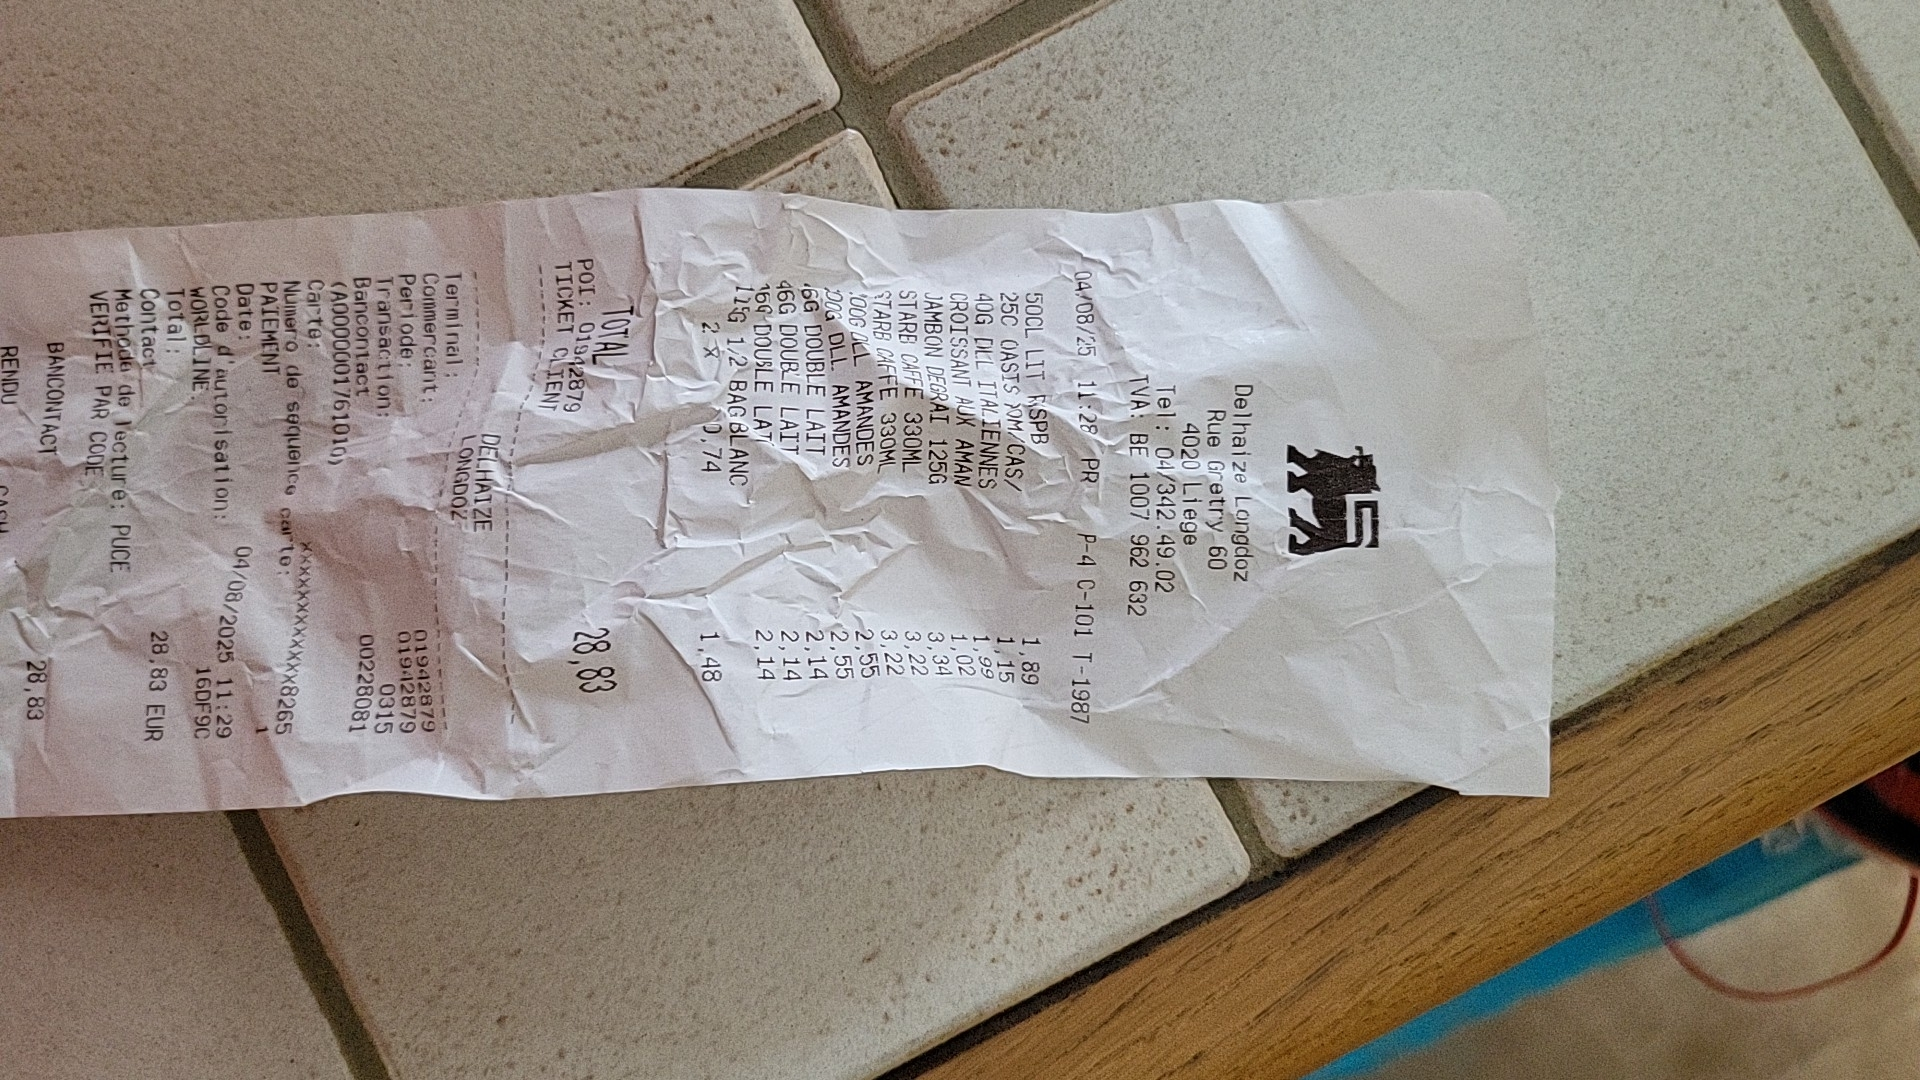 Delhaize Longdoz
Rue Gretry 60
4020 Liege
Tel: 04/342.49.02
TVA: BE 1007 962 632
04/08/25 11:28 PR P-4 C-101 T-1987
50CL LIT RSPB 1,89
25C OASIS POM/CAS/ 1,15
40G DLL ITALIENNES 1,99
CROISSANT AUX AMAN 1,02
JAMBON DEGRAI 125G 3,34
STARB CAFFE 330ML 3,22
STARB CAFFE 330ML 3,22
DLL AMANDES 2,55
DLL. AMANDES 2,55
DOUBLE LAIT 2,14
46G DOUBLE LAIT 2,14
46G DOUBLE LAIT 2,14
1/2 BAG BLANC
2 X 0,74 1,48
TOTAL 28,83
POI: 01942879
TICKET CLIENT
DELHAIZE
LONGDOZ
Terminal: 01942879
Commercant: 01942879
Periode: 0315
Transaction: 00228081
Bancontact
(A0000001761010)
Carte: xxxxxxxxxxxxx8265
Numero de sequence carte: 1
PAIEMENT
Date: 04/08/2025 11:29
Code d'autorisation: 16DF9C
WORLDLINE.
Total: 28,83 EUR
Contact
Methode de lecture: PUCE
VERIFIE PAR CODE
BANCONTACT 28,83
RENDU CASH